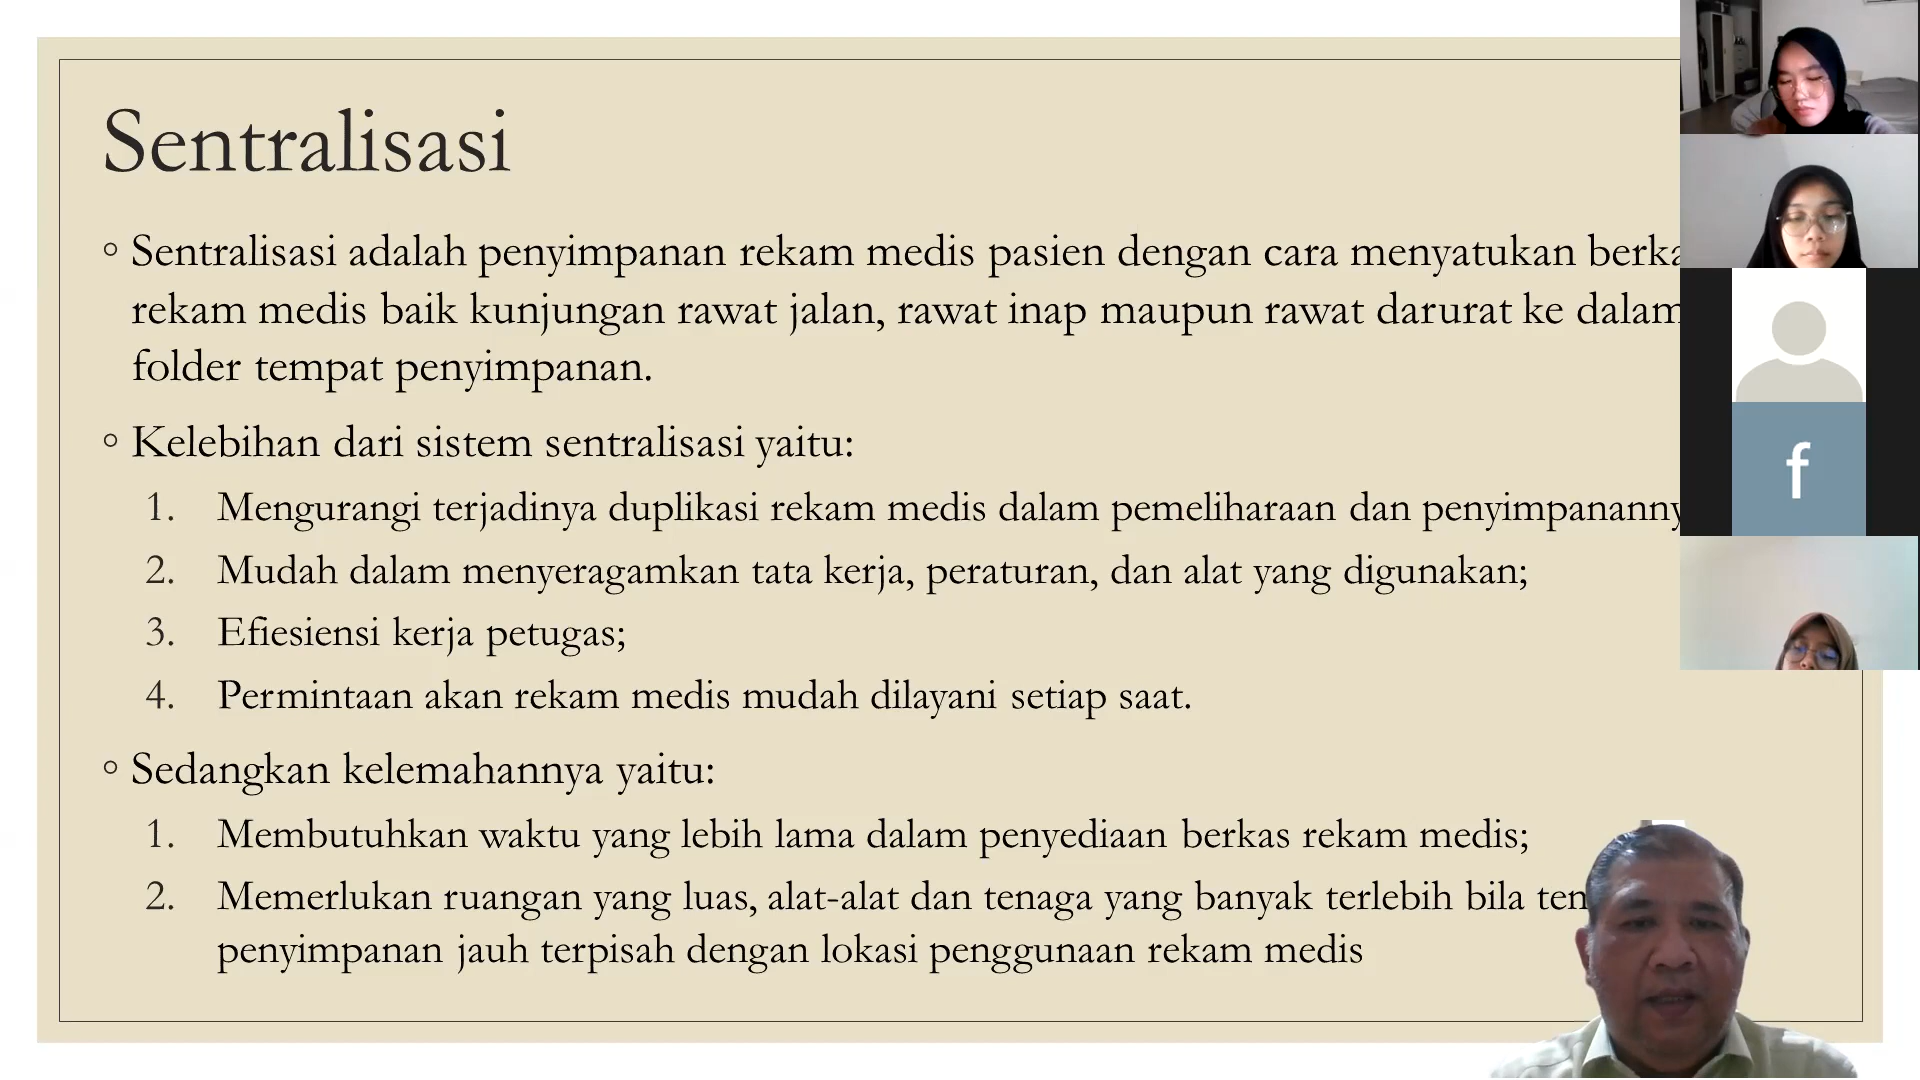 Sentralisasi
◦ Sentralisasi adalah penyimpanan rekam medis pasien dengan cara menyatukan
rekam medis baik kunjungan rawat jalan, rawat inap maupun rawat darurat ke dalam
folder tempat penyimpanan.
◦ Kelebihan dari sistem sentralisasi yaitu:
1. Mengurangi terjadinya duplikasi rekam medis dalam pemeliharaan dan
2. Mudah dalam menyeragamkan tata kerja, peraturan, dan alat yang digunakan;
3. Efiesiensi kerja petugas;
4. Permintaan akan rekam medis mudah dilayani setiap saat.
◦ Sedangkan kelemahannya yaitu:
1. Membutuhkan waktu yang lebih lama dalam penyediaan berkas rekam medis;
2. Memerlukan ruangan yang luas, alat-alat dan tenaga yang banyak terlebih bila
penyimpanan jauh terpisah dengan lokasi penggunaan rekam medis
f